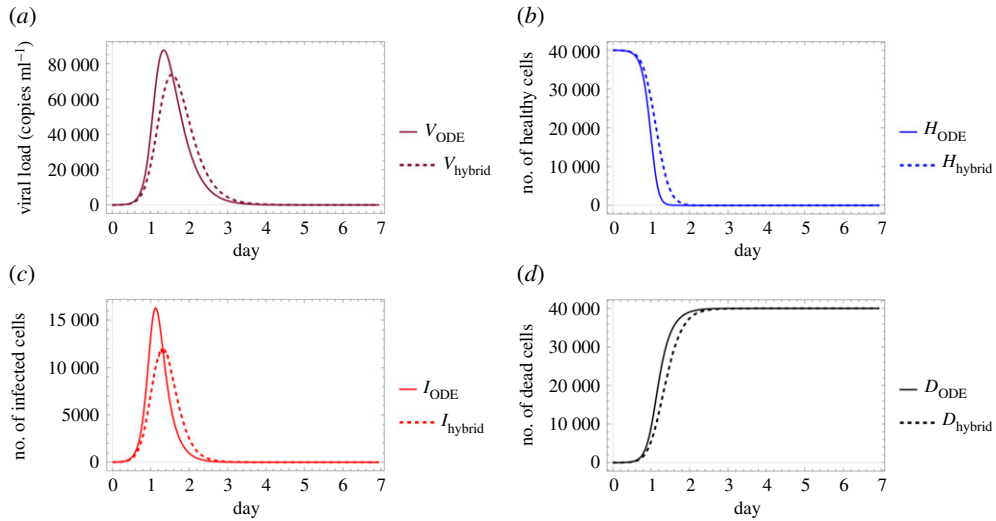 (a)
viral load (copies ml⁻¹)
80 000
60 000
40 000
20 000
0
0 1 2 3 4 5 6 7
day
V_ODE
V_hybrid
(b)
no. of healthy cells
40 000
30 000
20 000
10 000
0
0 1 2 3 4 5 6 7
day
H_ODE
H_hybrid
(c)
no. of infected cells
15 000
10 000
5000
0
0 1 2 3 4 5 6 7
day
I_ODE
I_hybrid
(d)
no. of dead cells
40 000
30 000
20 000
10 000
0
0 1 2 3 4 5 6 7
day
D_ODE
D_hybrid